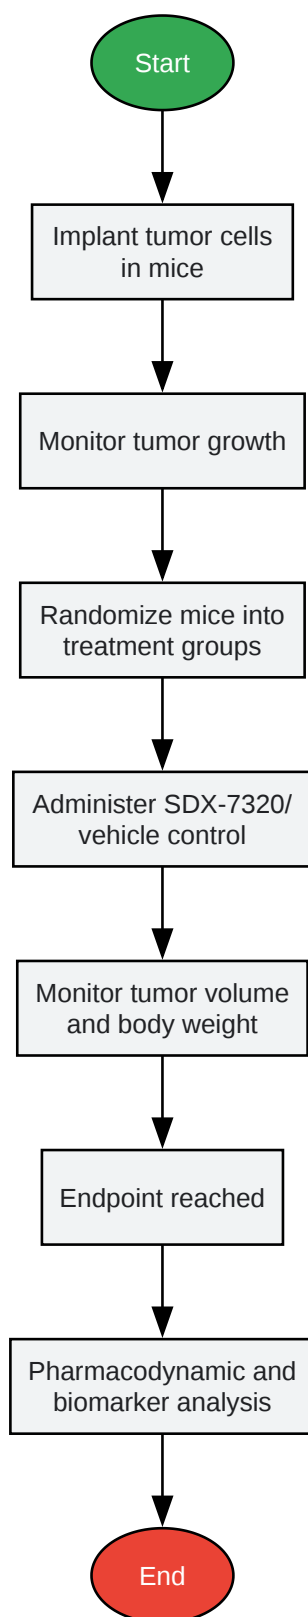 Start
Implant tumor cells
in mice
Monitor tumor growth
Randomize mice into
treatment groups
Administer SDX-7320/
vehicle control
Monitor tumor volume
and body weight
Endpoint reached
Pharmacodynamic and
biomarker analysis
End